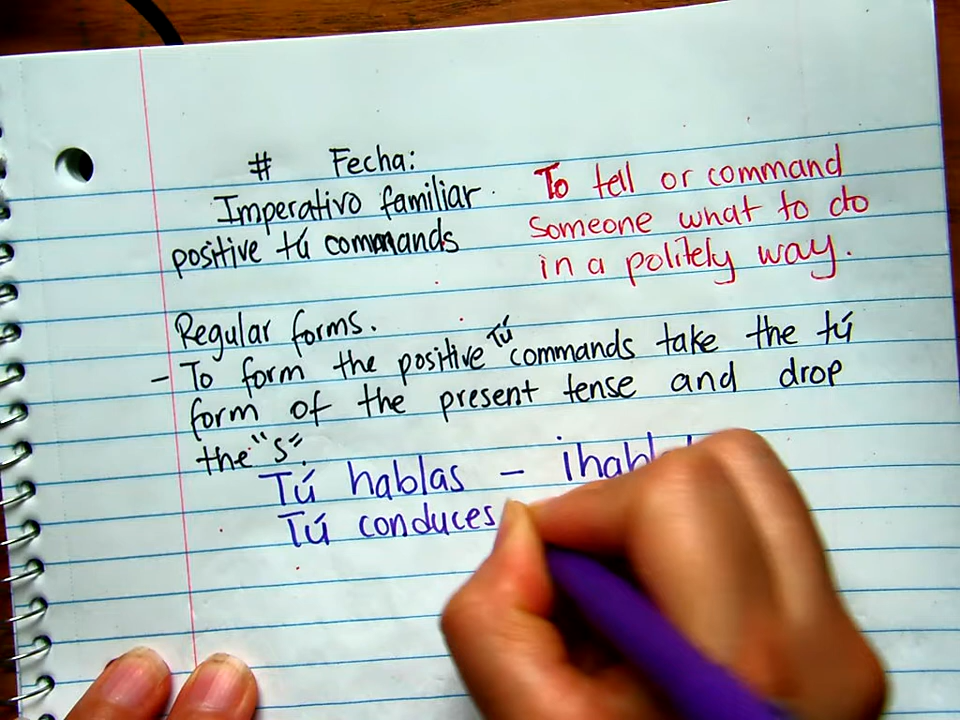 # Fecha:
Imperativo familiar
positive tú commands
To tell or command
someone what to do
in a politely way.
Regular forms.
- To form the positive Tú commands take the tú
form of the present tense and drop
the "s".
Tú hablas -
Tú conduces